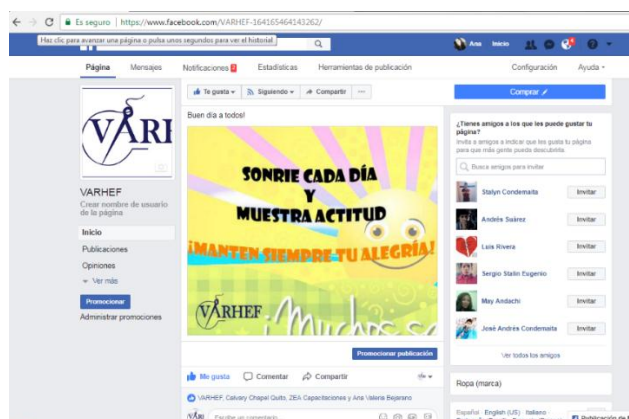 Es seguro | https://www.facebook.com/VARHEF-164165464143262/
Haz clic para avanzar una página o pulsa unos segundos para ver el historial
Ana Inicio
Página Mensajes Notificaciones Estadísticas Herramientas de publicación Configuración Ayuda
Te gusta Siguiendo Compartir ...
Comprar
VARHEF
Crear nombre de usuario
de la página
Inicio
Publicaciones
Opiniones
Ver más
Promocionar
Administrar promociones
Buen día a todos!
SONRIE CADA DÍA
Y
MUESTRA ACTITUD
¡MANTEN SIEMPRE TU ALEGRÍA!
VARHEF
Promocionar publicación
Me gusta Comentar Compartir
VARHEF, Calvary Chapel Quito, ZEA Capacitaciones y Ana Valeria Bejarano
Escribe un comentario...
¿Tienes amigos a los que les puede gustar tu
página?
Invita a amigos a indicar que les gusta tu página
para que más gente pueda descubrirla.
Busca amigos para invitar
Stalyn Condemaita Invitar
Andrés Suárez Invitar
Luis Rivera Invitar
Sergio Stalin Eugenio Invitar
May Andachi Invitar
José Andrés Condemaita Invitar
Ver todos tus amigos
Ropa (marca)
Español English (US) Italiano